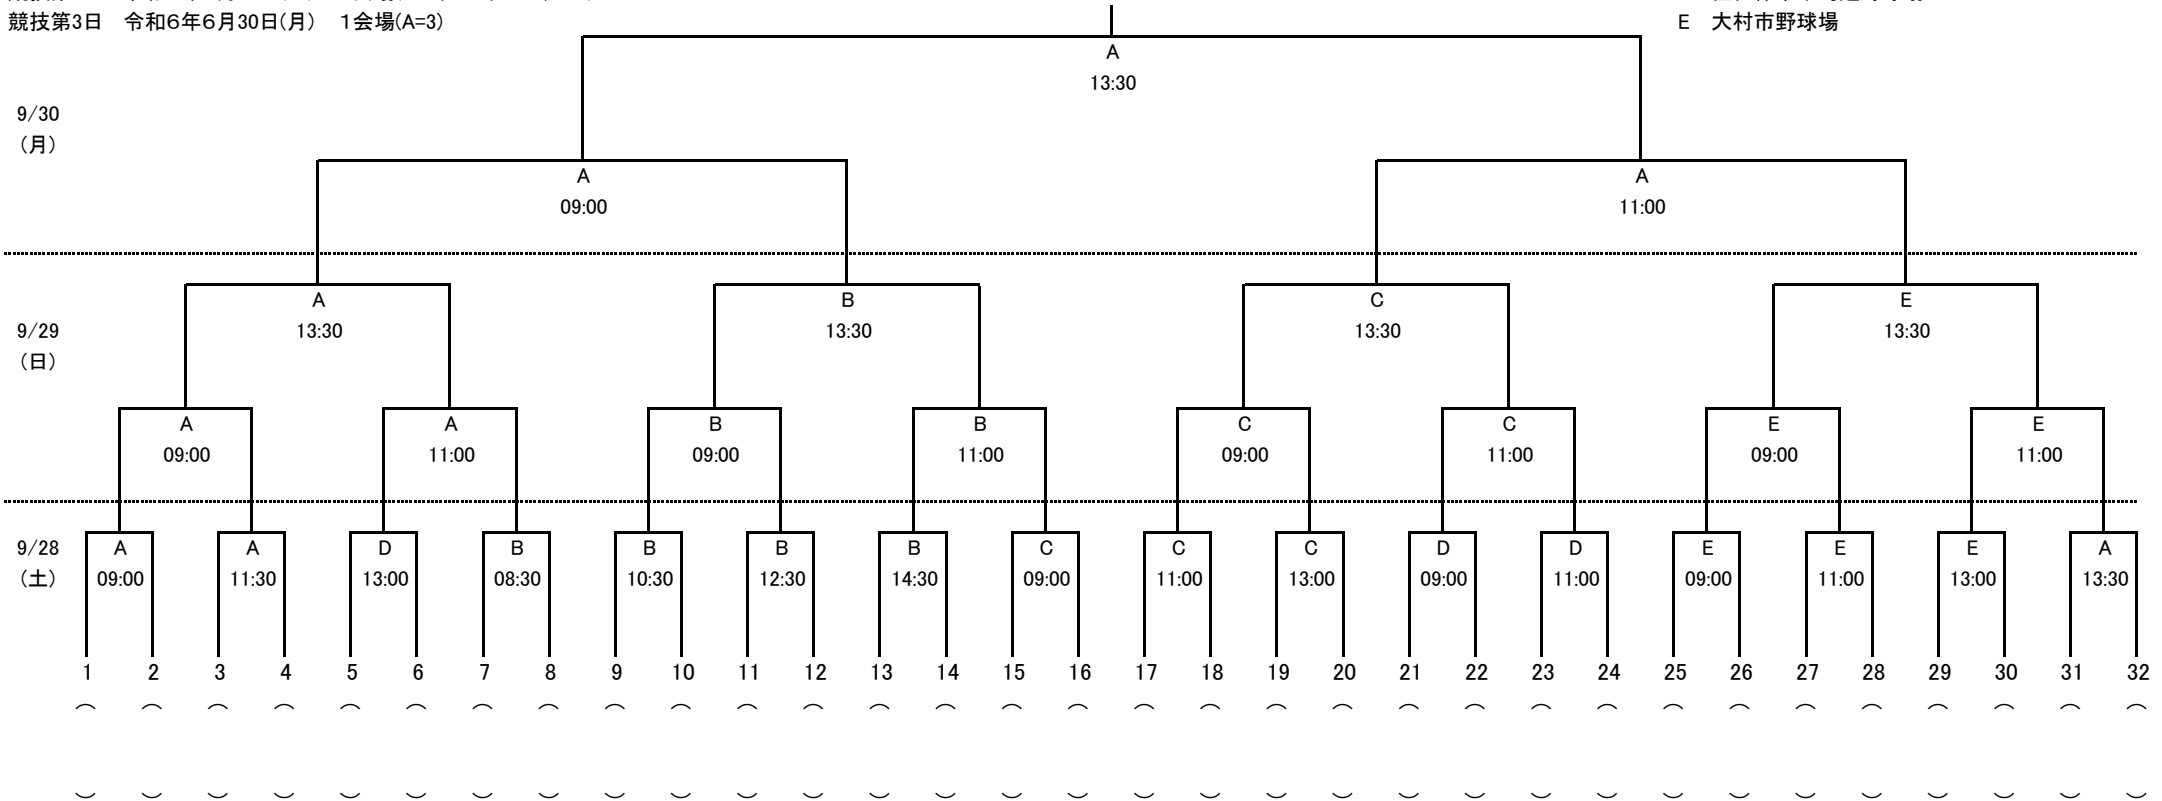 競技第3日　令和６年６月30日(月)　１会場(A=3)
E　大村市野球場
A
13:30
9/30
（月）
A A
09:00 11:00
A B C E
13:30 13:30 13:30 13:30
9/29
（日）
A A B B C C E E
09:00 11:00 09:00 11:00 09:00 11:00 09:00 11:00
9/28 A A D B B B B C C C D D E E E A
（土） 09:00 11:30 13:00 08:30 10:30 12:30 14:30 09:00 11:00 13:00 09:00 11:00 09:00 11:00 13:00 13:30
1 2 3 4 5 6 7 8 9 10 11 12 13 14 15 16 17 18 19 20 21 22 23 24 25 26 27 28 29 30 31 32